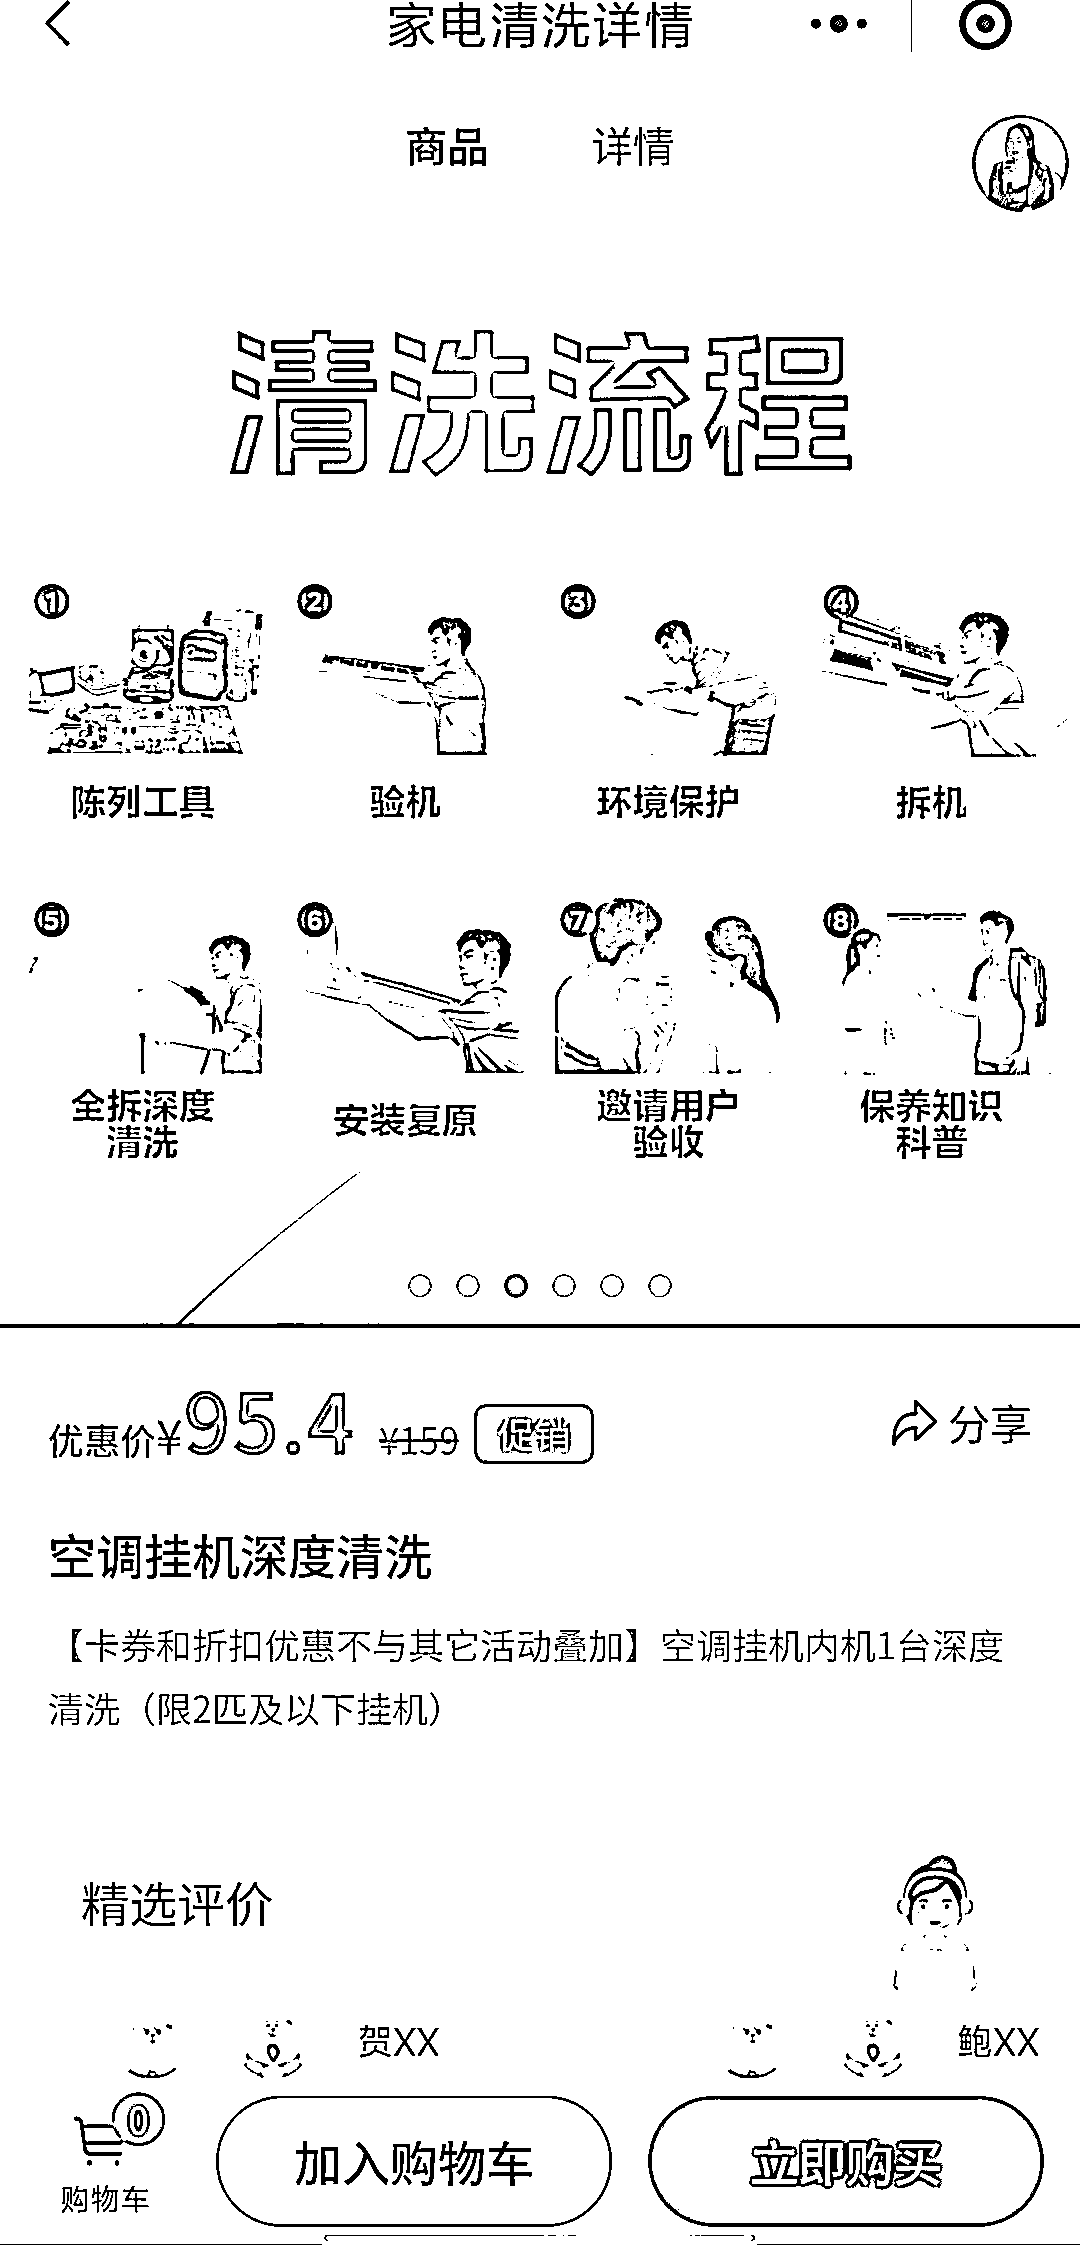 家电清洗详情
商品 详情
清洗流程
① ② ③ ④
陈列工具 验机 环境保护 拆机
⑤ ⑥ ⑦ ⑧
全拆深度 安装复原 邀请用户 保养知识
清洗 验收 科普
优惠价¥95.4 ¥159 促销 分享
空调挂机深度清洗
【卡券和折扣优惠不与其它活动叠加】空调挂机内机1台深度
清洗（限2匹及以下挂机）
精选评价
贺XX 鲍XX
0
购物车 加入购物车 立即购买